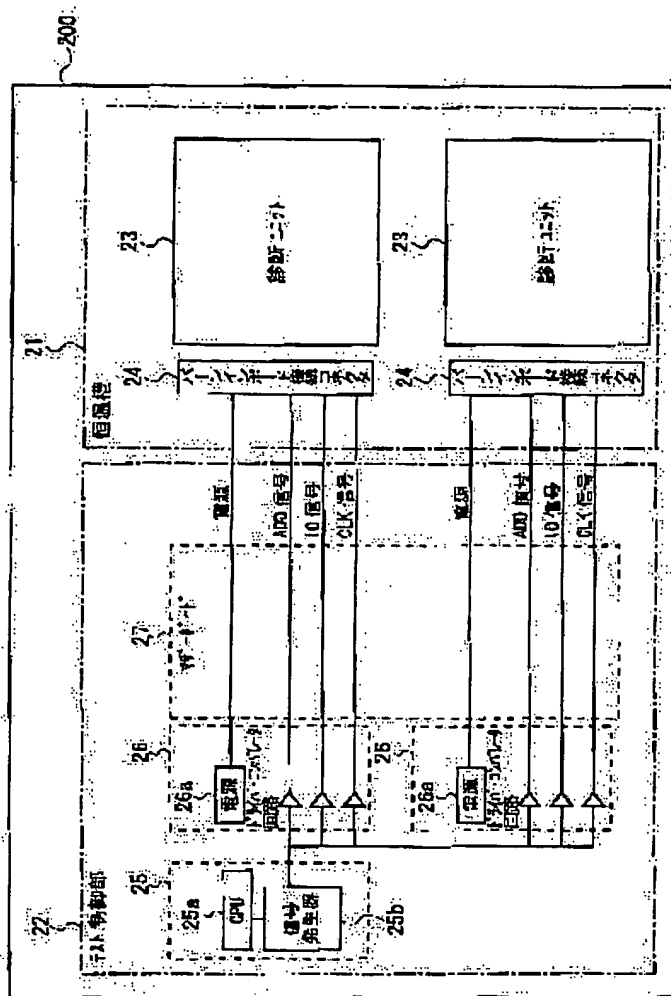 200
21
恒温槽
23
診断ユニット
23
診断ユニット
24
バーンインボード接続コネクタ
24
バーンインボード接続コネクタ
電源
ADD信号
IO信号
CLK信号
電源
ADD信号
IO信号
CLK信号
27
マザーボード
26
26a
電源
ドライバ コンパレータ
回路
26
26a
電源
ドライバ コンパレータ
回路
22
テスト制御部
25
25a
CPU
信号
発生器
25b